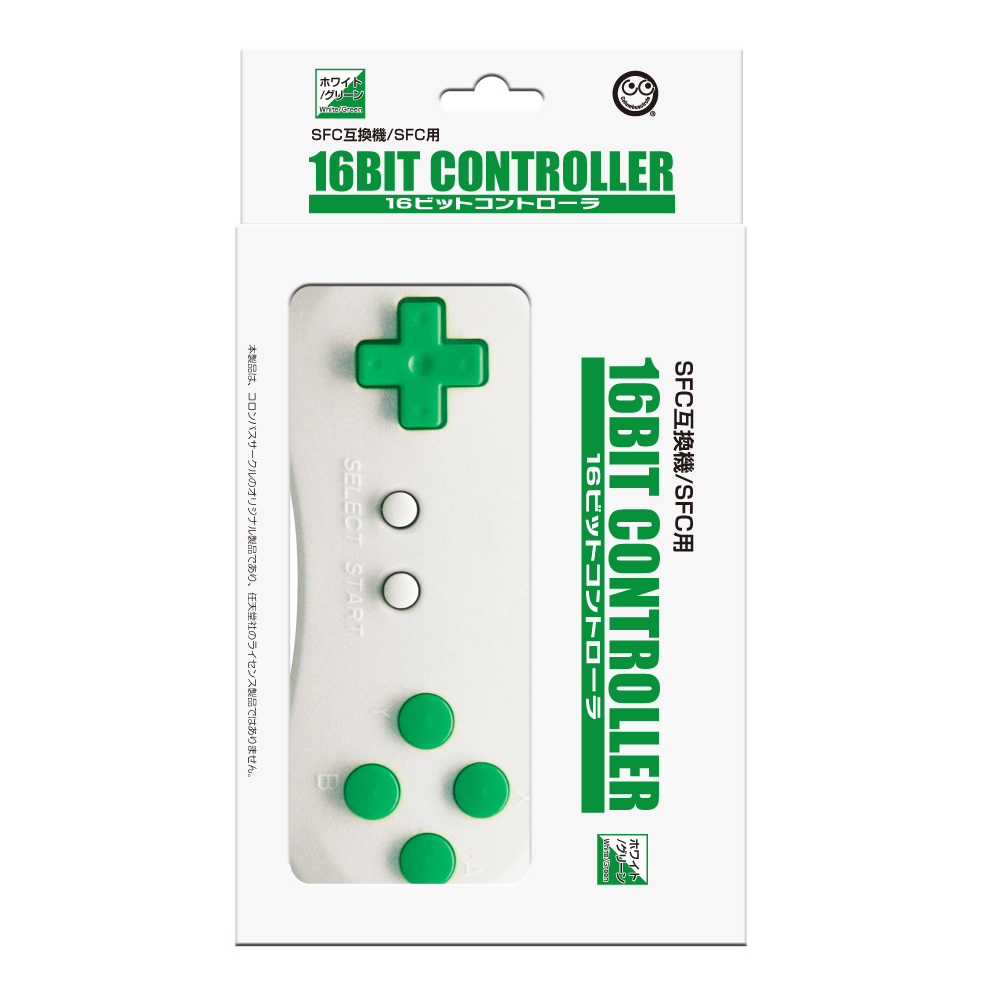 ホワイト
/グリーン
White/Green
Columbus Circle
®
SFC互換機/SFC用
16BIT CONTROLLER
16ビットコントローラ
SFC互換機/SFC用
16BIT CONTROLLER
16ビットコントローラ
ホワイト
/グリーン
White/Green
SELECT START
Y
B
X
A
本製品は、コロンバスサークルのオリジナル製品であり、任天堂社のライセンス製品ではありません。